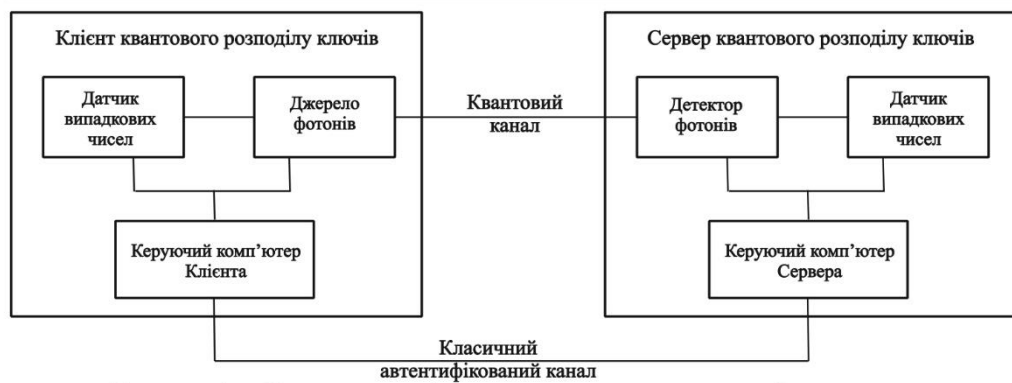 Клієнт квантового розподілу ключів
Датчик
випадкових
чисел
Джерело
фотонів
Керуючий комп’ютер
Клієнта
Квантовий
канал
Сервер квантового розподілу ключів
Детектор
фотонів
Датчик
випадкових
чисел
Керуючий комп’ютер
Сервера
Класичний
автентифікований канал